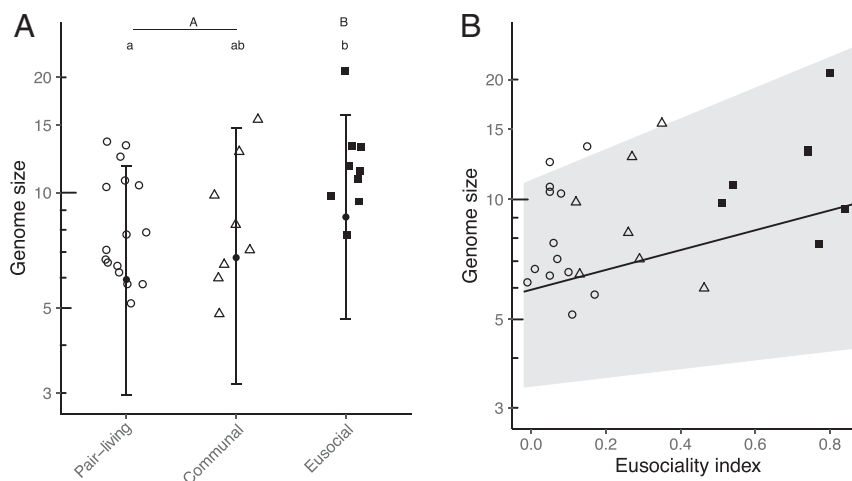 A
A
B
B
a
ab
b
20
15
10
5
3
Genome size
Pair–living
Communal
Eusocial
20
15
10
5
3
Genome size
0.0 0.2 0.4 0.6 0.8
Eusociality index